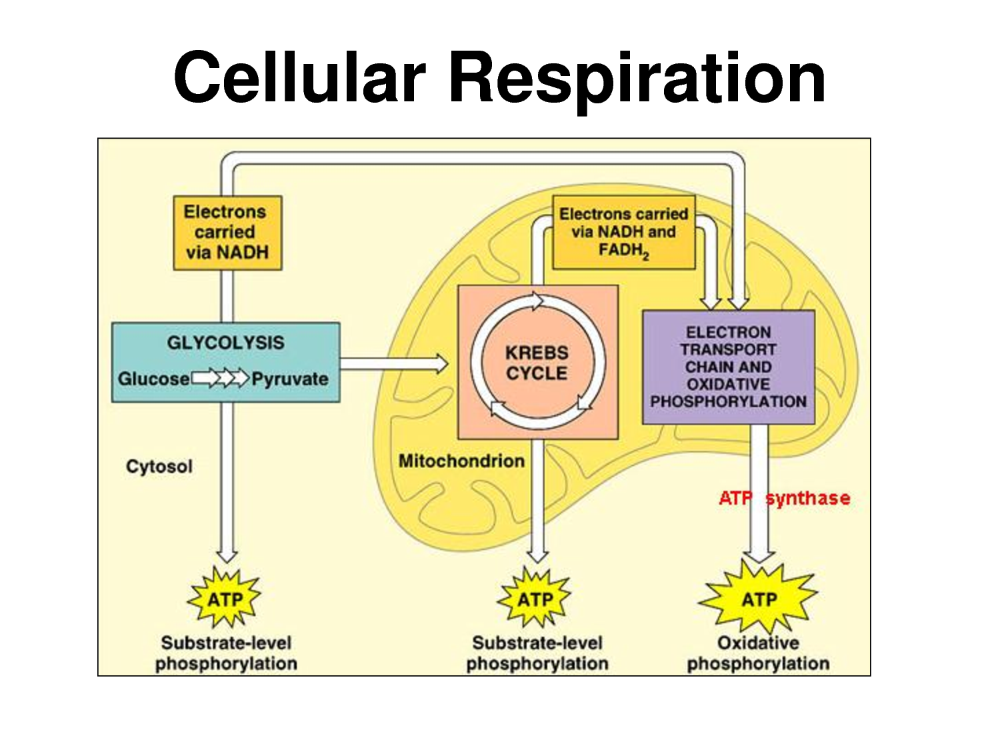 Cellular Respiration
Electrons
carried
via NADH
Electrons carried
via NADH and
FADH₂
GLYCOLYSIS
Glucose Pyruvate
KREBS
CYCLE
ELECTRON
TRANSPORT
CHAIN AND
OXIDATIVE
PHOSPHORYLATION
Cytosol
Mitochondrion
ATP synthase
ATP
ATP
ATP
Substrate-level
phosphorylation
Substrate-level
phosphorylation
Oxidative
phosphorylation